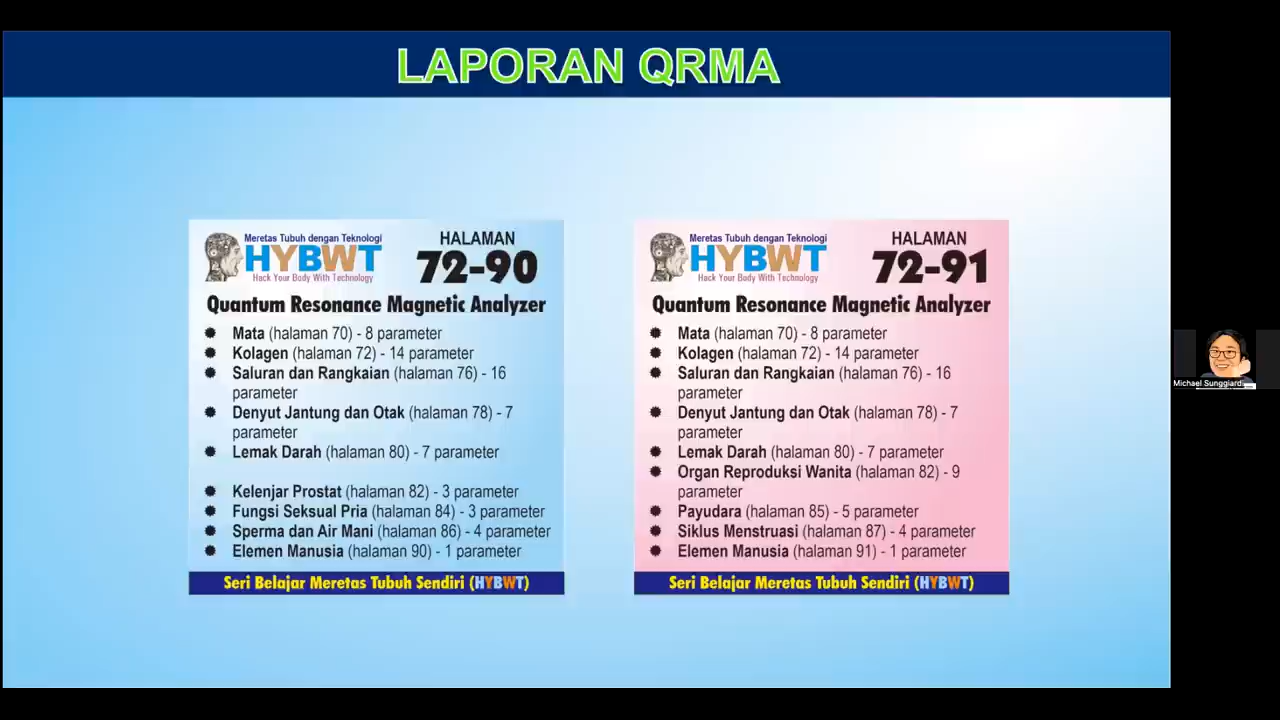 LAPORAN QRMA
Meretas Tubuh dengan Teknologi
HYBWT
Hack Your Body With Technology
HALAMAN
72-90
Quantum Resonance Magnetic Analyzer
Mata (halaman 70) - 8 parameter
Kolagen (halaman 72) - 14 parameter
Saluran dan Rangkaian (halaman 76) - 16
parameter
Denyut Jantung dan Otak (halaman 78) - 7
parameter
Lemak Darah (halaman 80) - 7 parameter
Kelenjar Prostat (halaman 82) - 3 parameter
Fungsi Seksual Pria (halaman 84) - 3 parameter
Sperma dan Air Mani (halaman 86) - 4 parameter
Elemen Manusia (halaman 90) - 1 parameter
Seri Belajar Meretas Tubuh Sendiri (HYBWT)
Meretas Tubuh dengan Teknologi
HYBWT
Hack Your Body With Technology
HALAMAN
72-91
Quantum Resonance Magnetic Analyzer
Mata (halaman 70) - 8 parameter
Kolagen (halaman 72) - 14 parameter
Saluran dan Rangkaian (halaman 76) - 16
parameter
Denyut Jantung dan Otak (halaman 78) - 7
parameter
Lemak Darah (halaman 80) - 7 parameter
Organ Reproduksi Wanita (halaman 82) - 9
parameter
Payudara (halaman 85) - 5 parameter
Siklus Menstruasi (halaman 87) - 4 parameter
Elemen Manusia (halaman 91) - 1 parameter
Seri Belajar Meretas Tubuh Sendiri (HYBWT)
Michael Sunggiardi